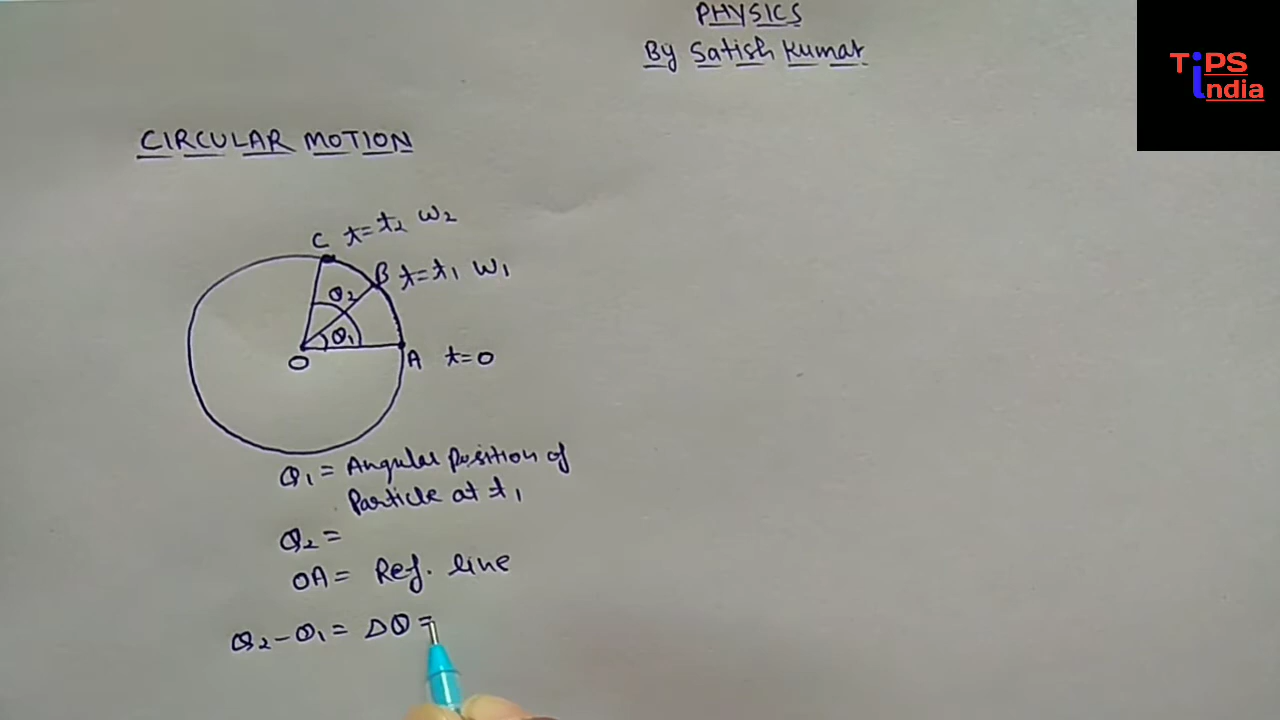 PHYSICS
By Satish Kumar
TiPS
india
CIRCULAR MOTION
C t=t₂ ω₂
B t=t₁ ω₁
θ₂
θ₁
O
A t=0
θ₁ = Angular Position of
Particle at t₁
θ₂ =
OA = Ref. line
θ₂-θ₁ = Δθ =